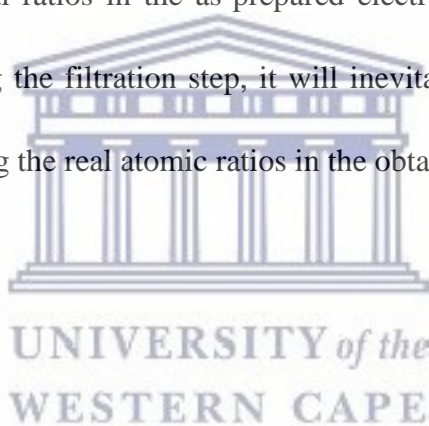 ratios in the as prepared electr
the filtration step, it will inevita
g the real atomic ratios in the obta
UNIVERSITY of the
WESTERN CAPE